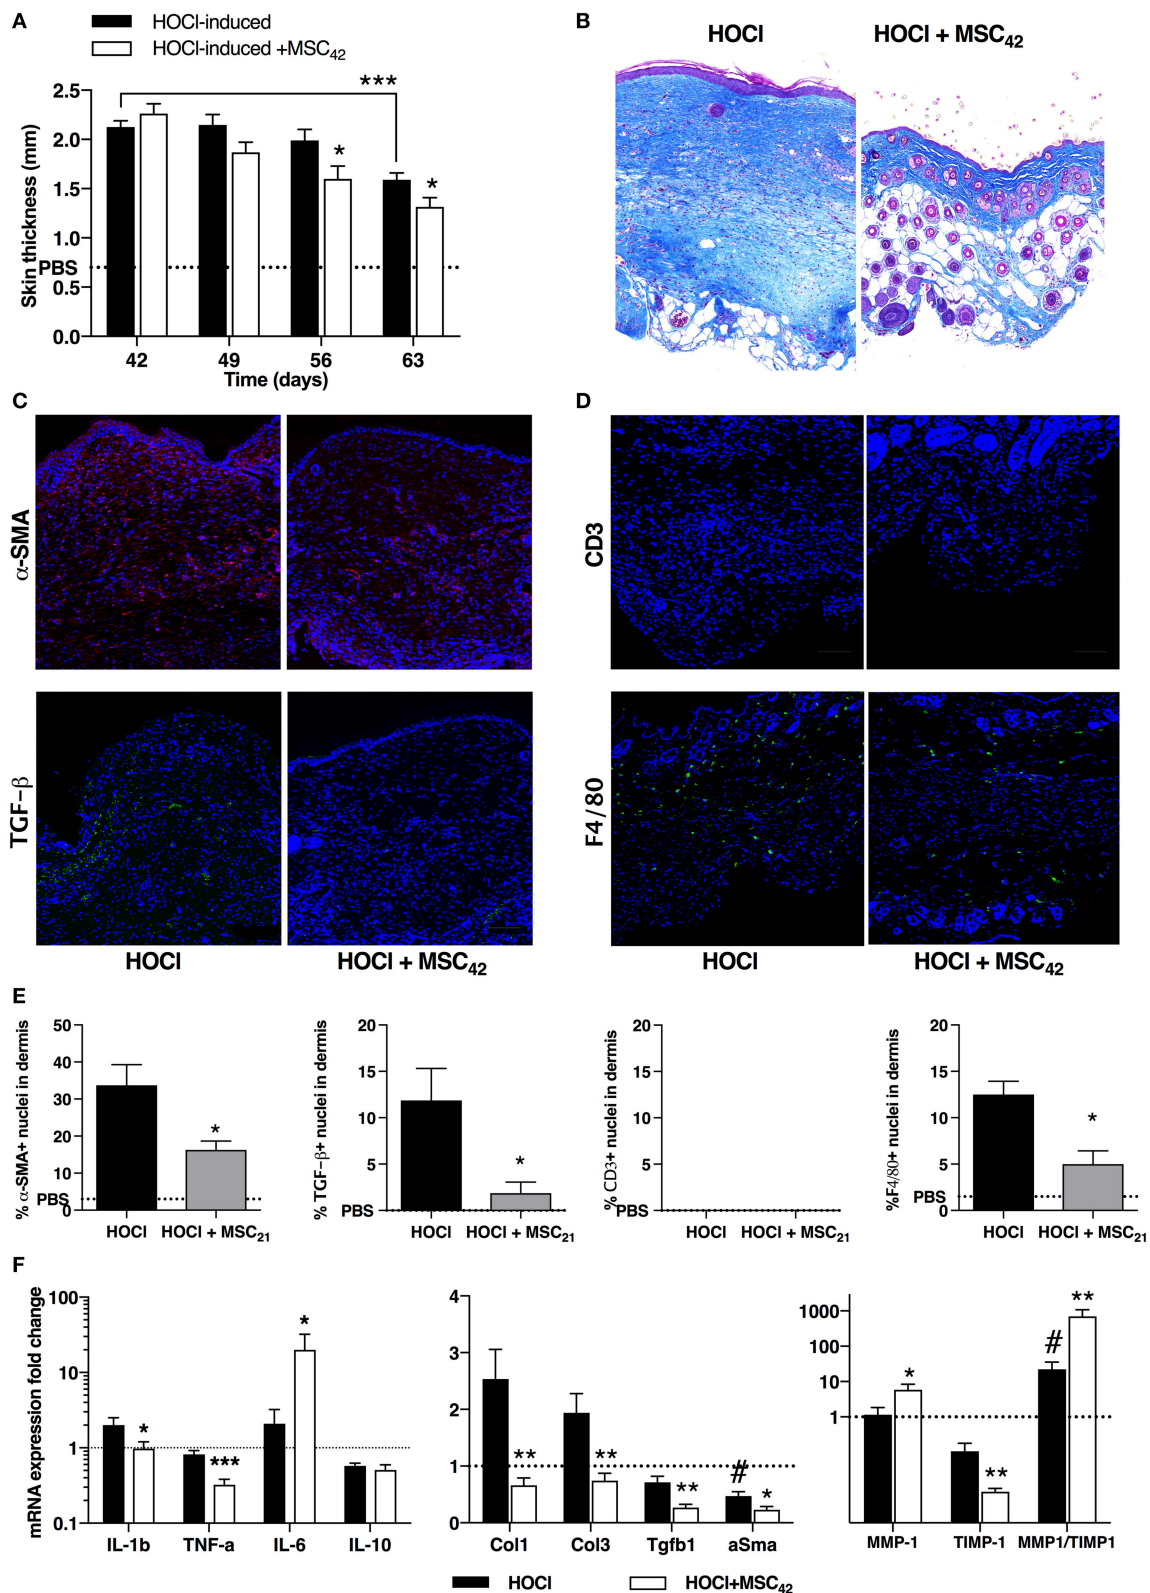 A
HOCl-induced
HOCl-induced +MSC42
***
Skin thickness (mm)
2.5
2.0
1.5
1.0
PBS
0.5
0.0
*
*
42 49 56 63
Time (days)
B
HOCl HOCl + MSC42
C
α-SMA
TGF-β
HOCl HOCl + MSC42
D
CD3
F4/80
HOCl HOCl + MSC42
E
% α-SMA+ nuclei in dermis
50
40
30
20
10
PBS
0
*
HOCl HOCl + MSC21
% TGF-β+ nuclei in dermis
20
15
10
5
PBS 0
*
HOCl HOCl + MSC21
% CD3+ nuclei in dermis
20
15
10
5
PBS 0
HOCl HOCl + MSC21
%F4/80+ nuclei in dermis
20
15
10
5
PBS
0
*
HOCl HOCl + MSC21
F
mRNA expression fold change
100
10
1
0.1
* *** *
IL-1b TNF-a IL-6 IL-10
4
3
2
1
0
** ** ** # *
Col1 Col3 Tgfb1 aSma
1000
100
10
1
* ** # **
MMP-1 TIMP-1 MMP1/TIMP1
HOCl HOCl+MSC42